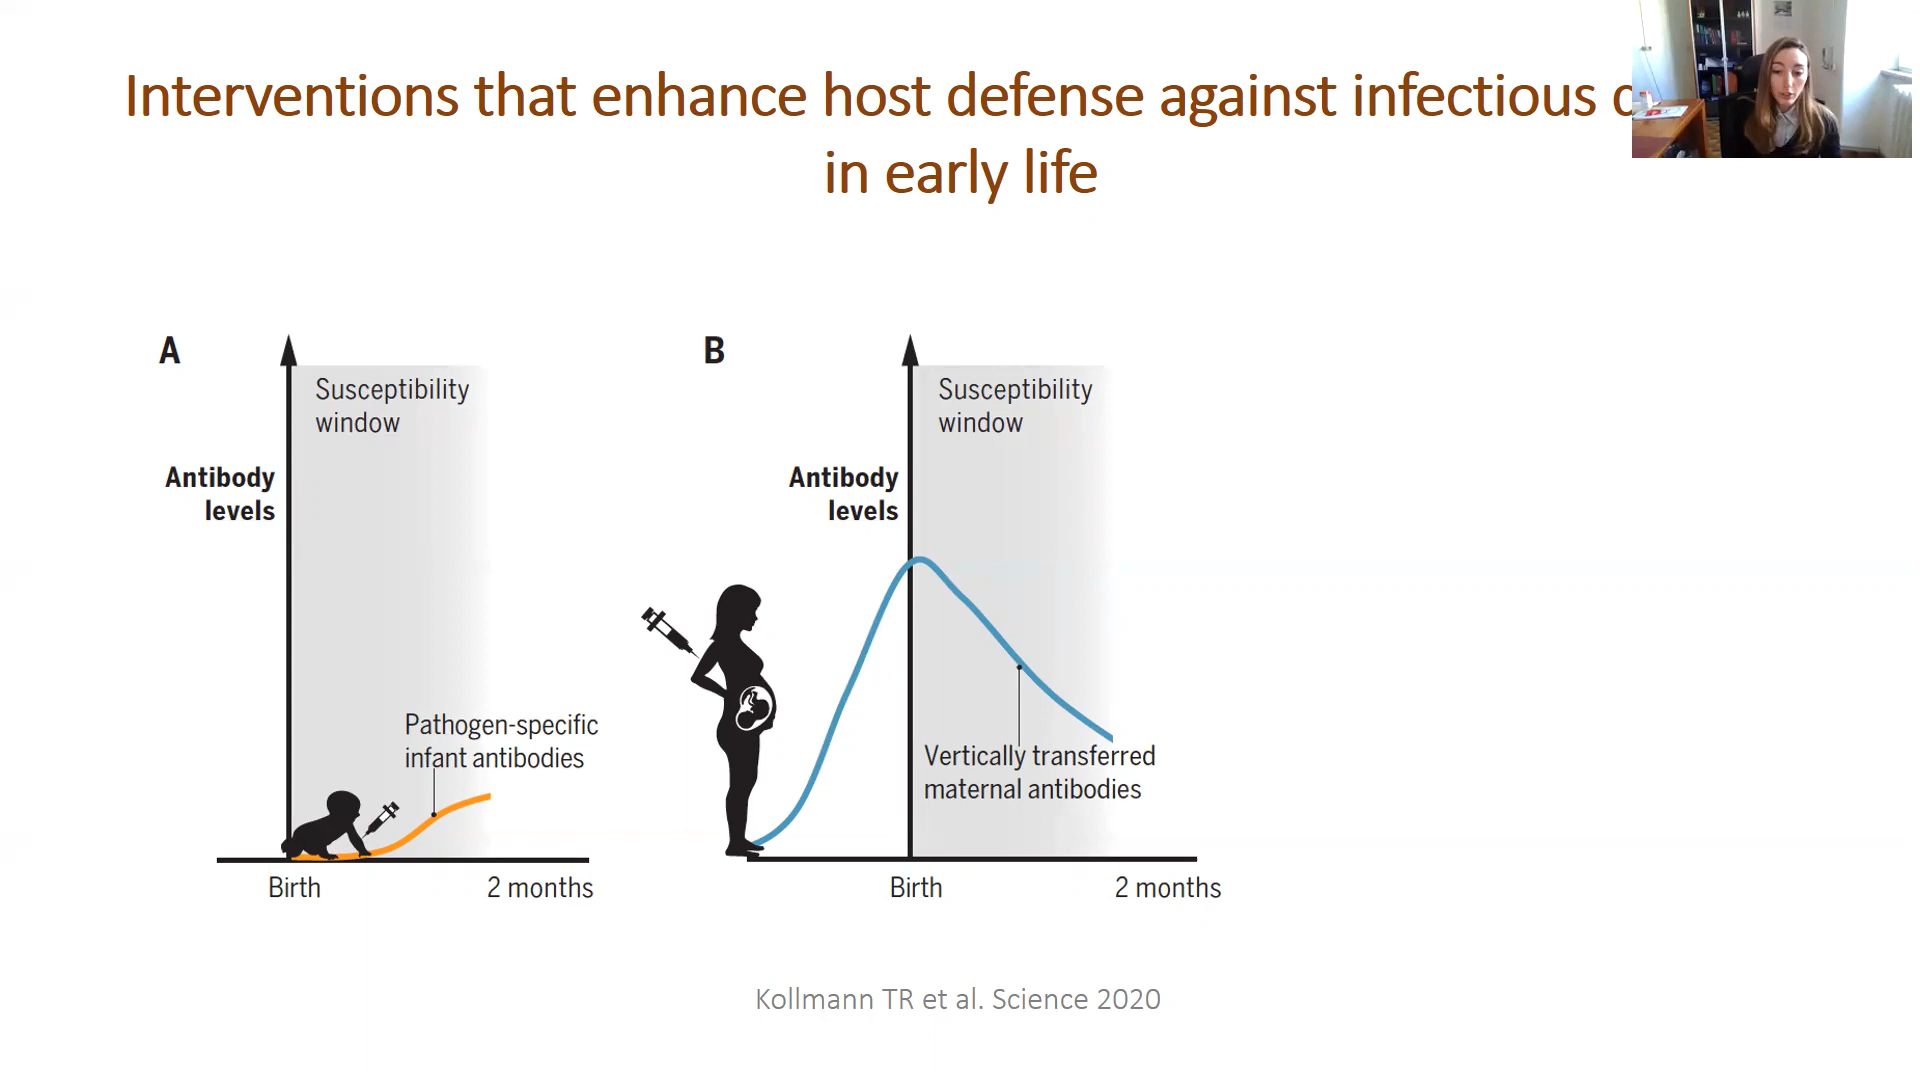 Interventions that enhance host defense against infectious
in early life
A
Susceptibility
window
Antibody
levels
Pathogen-specific
infant antibodies
Birth
2 months
B
Susceptibility
window
Antibody
levels
Vertically transferred
maternal antibodies
Birth
2 months
Kollmann TR et al. Science 2020